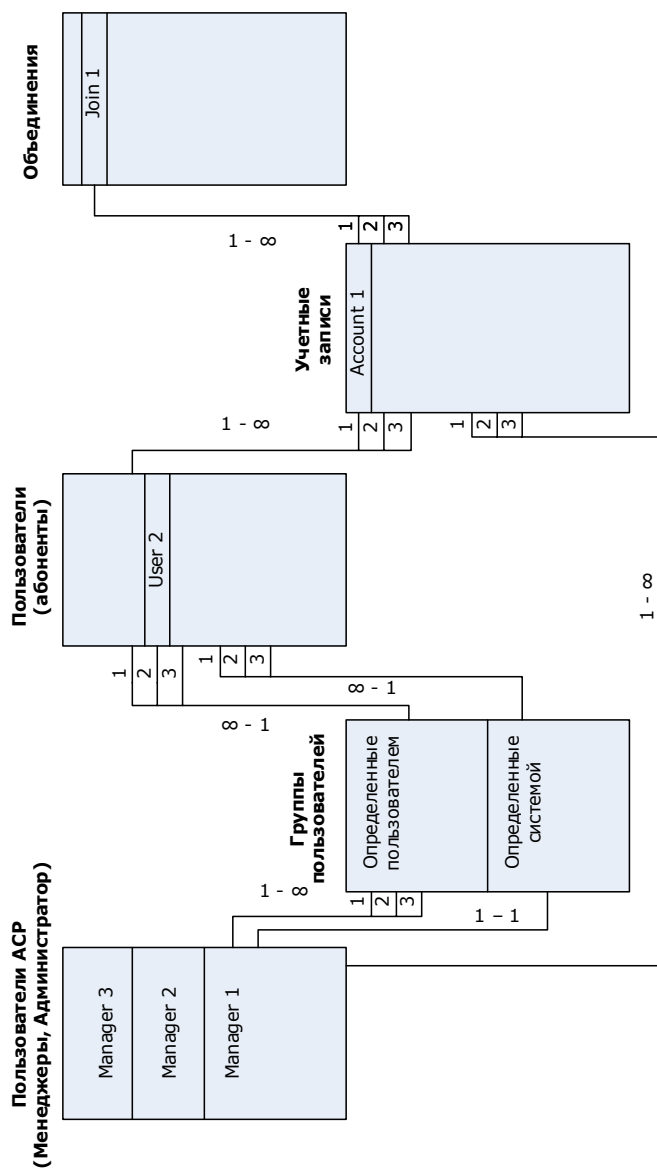 Пользователи АСР
(Менеджеры, Администратор)
Manager 3
Manager 2
Manager 1
1 - ∞
1
2
3
1 – 1
Группы
пользователей
Определенные
пользователем
Определенные
системой
∞ - 1
∞ - 1
Пользователи
(абоненты)
1
2
3
1
2
3
User 2
1 - ∞
Учетные
записи
1
2
3
1
2
3
Account 1
1
2
3
1 - ∞
1 - ∞
Объединения
Join 1